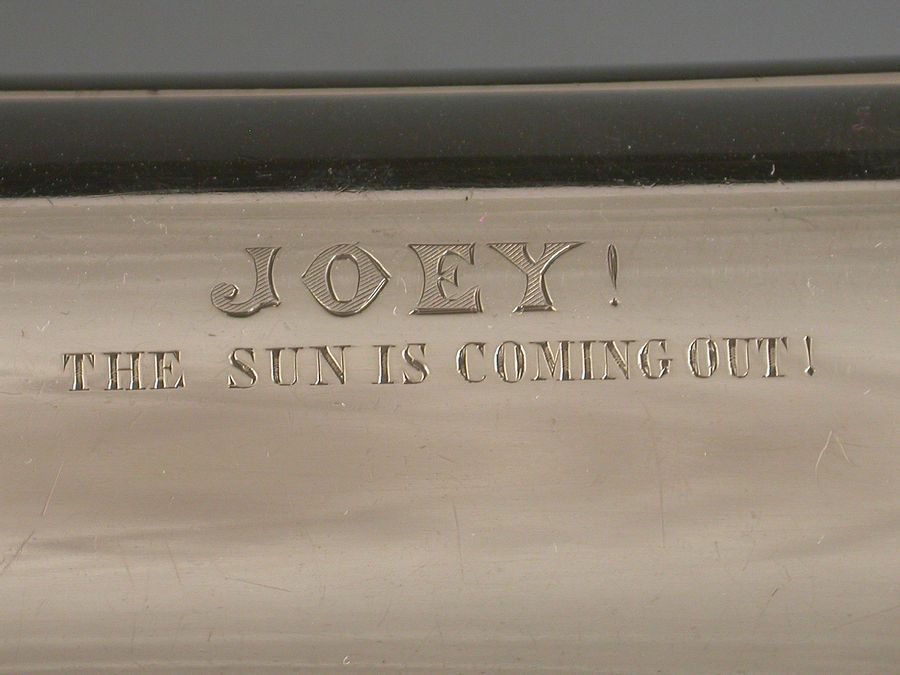 JOEY!
THE SUN IS COMING OUT!